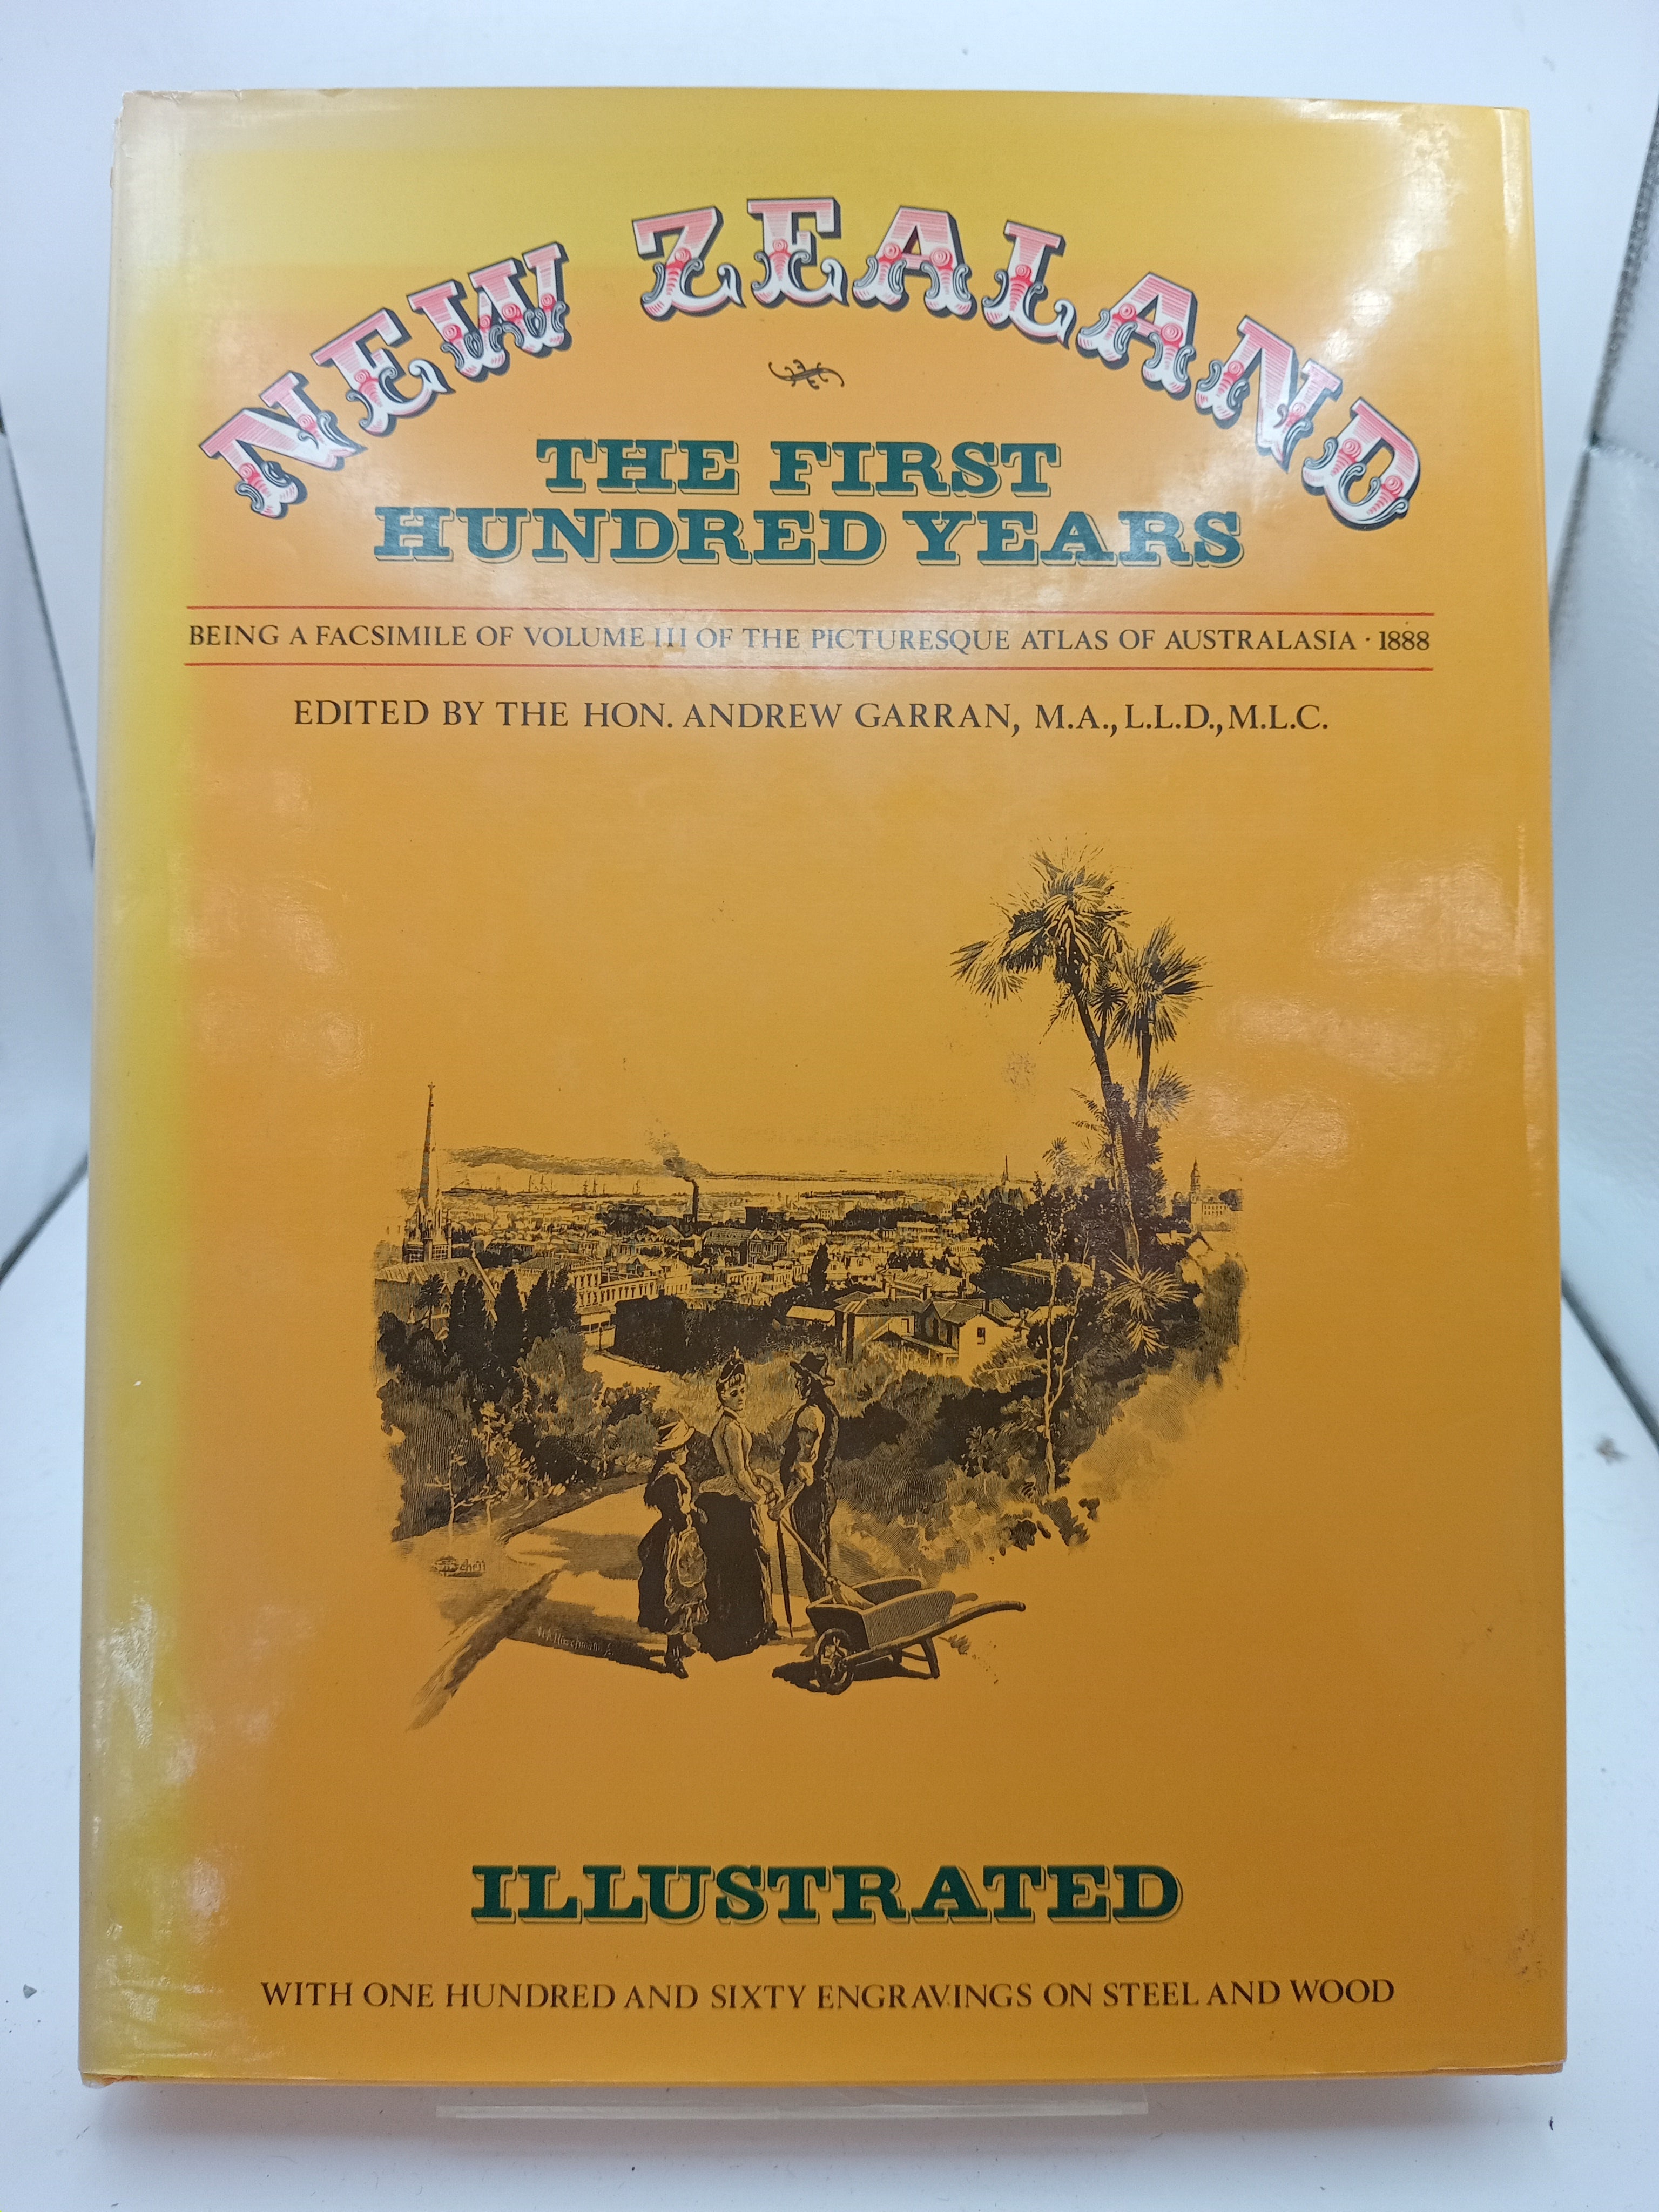 NEW ZEALAND
THE FIRST
HUNDRED YEARS
BEING A FACSIMILE OF VOLUME III OF THE PICTURESQUE ATLAS OF AUSTRALASIA · 1888
EDITED BY THE HON. ANDREW GARRAN, M.A., L.L.D., M.L.C.
ILLUSTRATED
WITH ONE HUNDRED AND SIXTY ENGRAVINGS ON STEEL AND WOOD